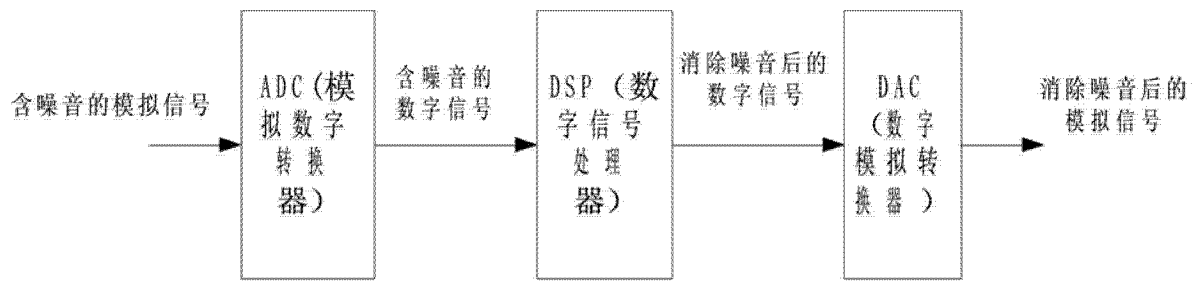 含噪音的模拟信号
ADC(模
拟数字
转换
器)
含噪音的
数字信号
DSP(数
字信号
处理
器)
消除噪音后的
数字信号
DAC
(数字
模拟转
换器)
消除噪音后的
模拟信号